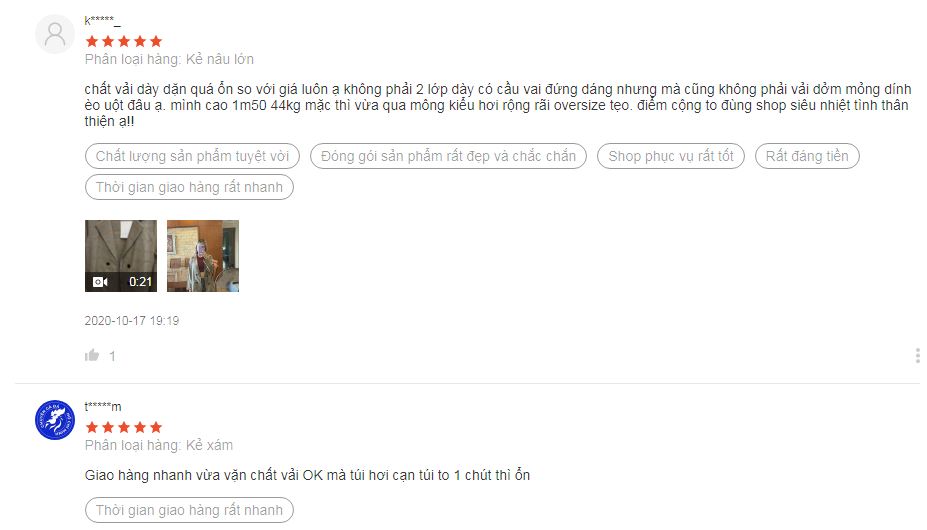 k*****_
Phân loại hàng: Kẻ nâu lớn
chất vải dày dặn quá ổn so với giá luôn ạ không phải 2 lớp dày có cầu vai đứng dáng nhưng mà cũng không phải vải dởm mỏng dính
èo uột đâu ạ. mình cao 1m50 44kg mặc thì vừa qua mông kiểu hơi rộng rãi oversize tẹo. điểm cộng to đùng shop siêu nhiệt tình thân
thiện ạ!!
Chất lượng sản phẩm tuyệt vời
Đóng gói sản phẩm rất đẹp và chắc chắn
Shop phục vụ rất tốt
Rất đáng tiền
Thời gian giao hàng rất nhanh
0:21
2020-10-17 19:19
1
t*****m
Phân loại hàng: Kẻ xám
Giao hàng nhanh vừa vặn chất vải OK mà túi hơi cạn túi to 1 chút thì ổn
Thời gian giao hàng rất nhanh